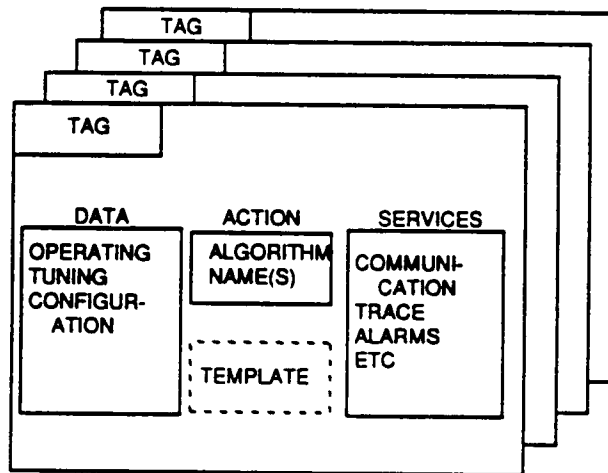 TAG
TAG
TAG
TAG
DATA
OPERATING
TUNING
CONFIGUR-
ATION
ACTION
ALGORITHM
NAME(S)
TEMPLATE
SERVICES
COMMUNI-
CATION
TRACE
ALARMS
ETC